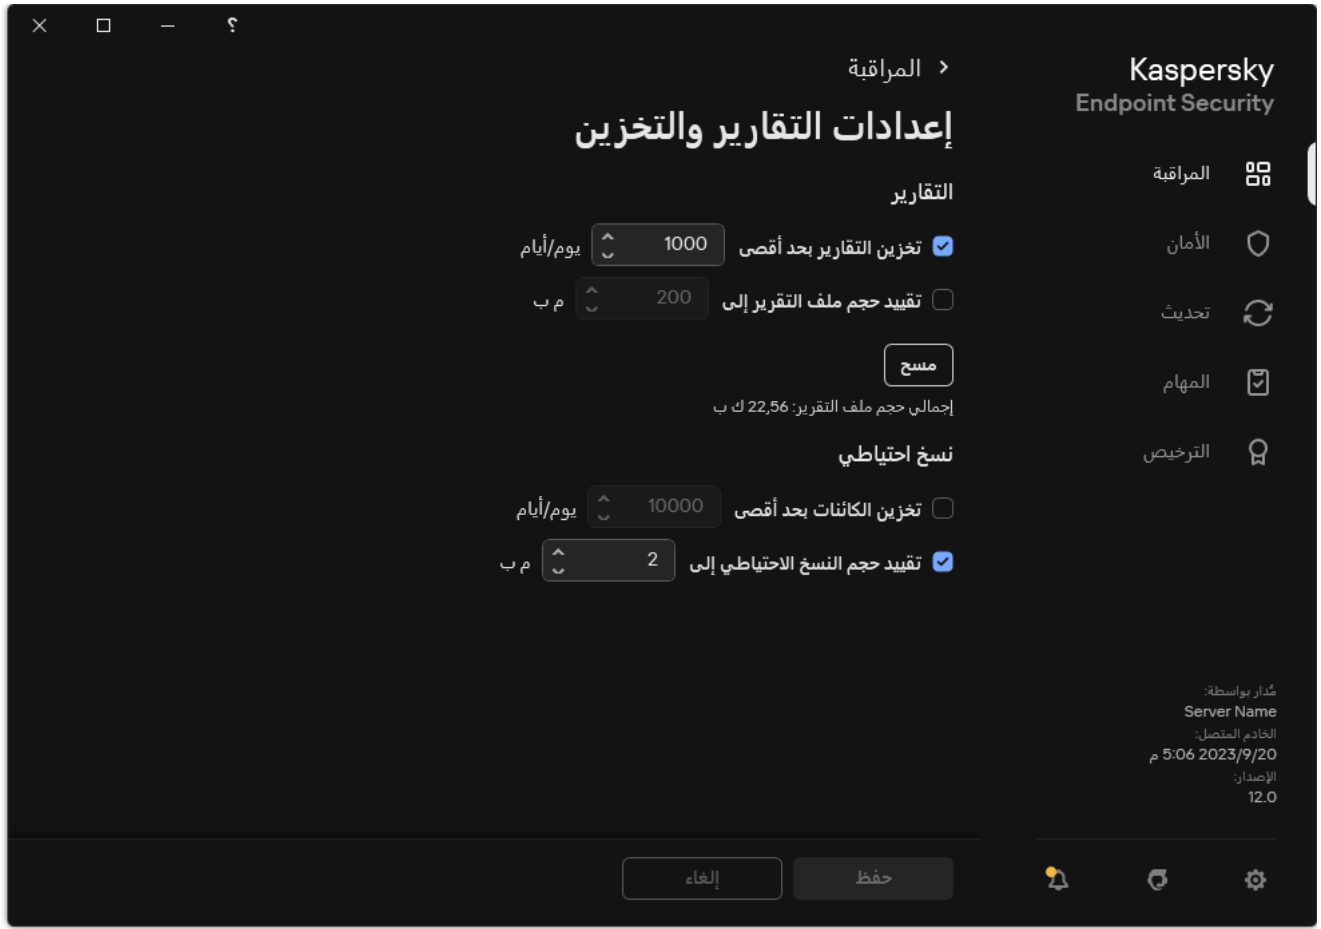 ؟
Kaspersky
Endpoint Security
المراقبة
الأمان
تحديث
المهام
الترخيص
مُدار بواسطة:
Server Name
الخادم المتصل:
2023/9/20 5:06 م
الإصدار:
12.0
المراقبة
إعدادات التقارير والتخزين
التقارير
تخزين التقارير بحد أقصى 1000 يوم/أيام
تقييد حجم ملف التقرير إلى 200 م ب
مسح
إجمالي حجم ملف التقرير: 22,56 ك ب
نسخ احتياطي
تخزين الكائنات بحد أقصى 10000 يوم/أيام
تقييد حجم النسخ الاحتياطي إلى 2 م ب
حفظ
إلغاء